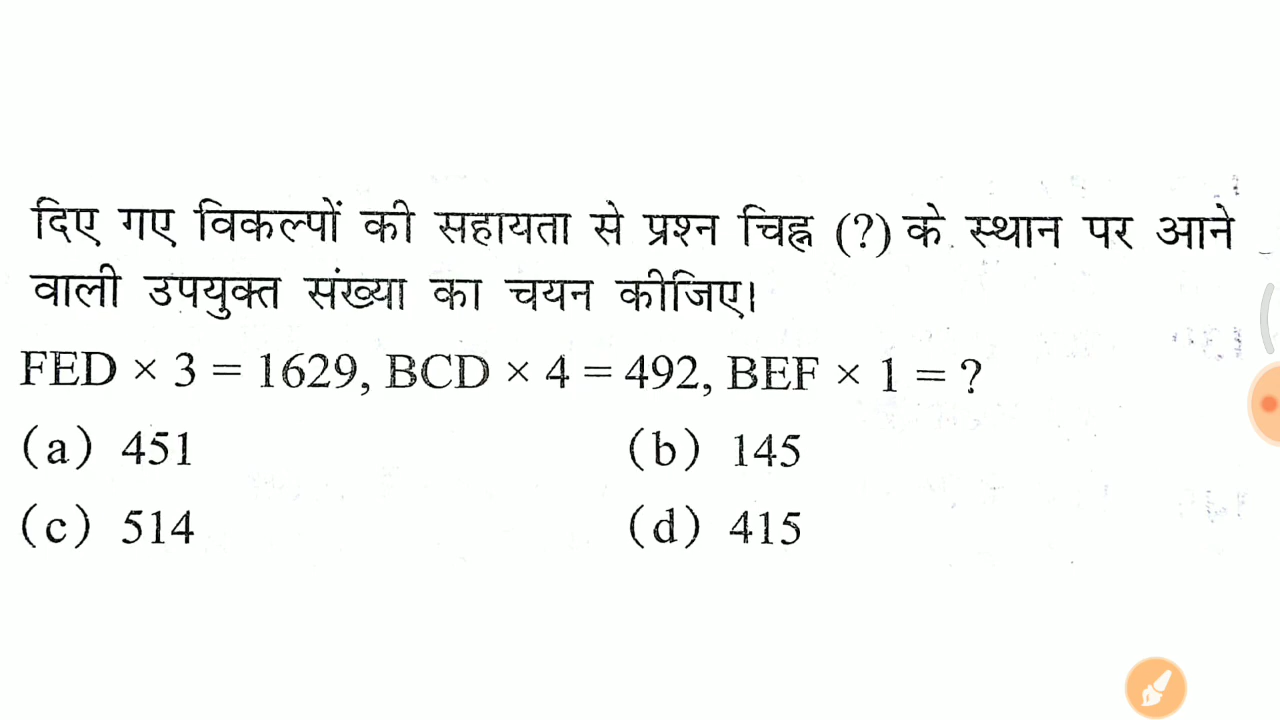 दिए गए विकल्पों की सहायता से प्रश्न चिह्न (?) के स्थान पर आने
वाली उपयुक्त संख्या का चयन कीजिए।
FED × 3 = 1629, BCD × 4 = 492, BEF × 1 = ?
(a) 451 (b) 145
(c) 514 (d) 415